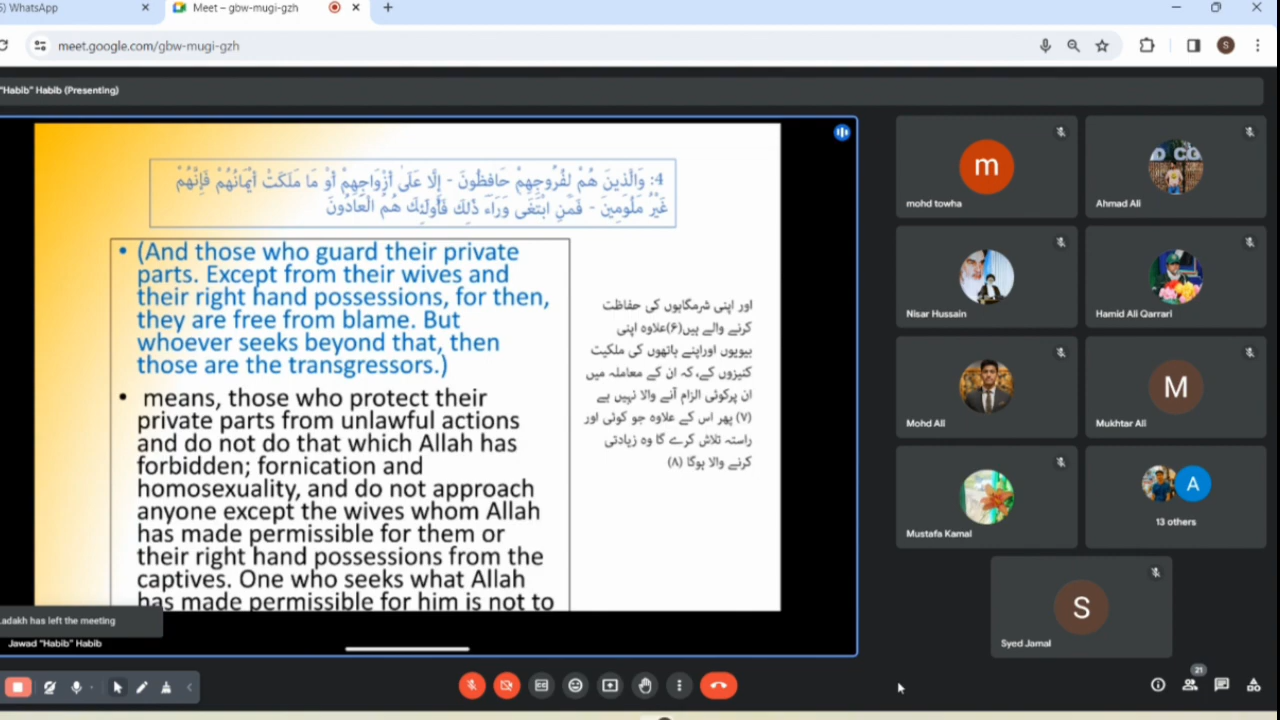 WhatsApp
Meet – gbw-mugi-gzh
meet.google.com/gbw-mugi-gzh
S
"Habib" Habib (Presenting)
4: وَالَّذِينَ هُمْ لِفُرُوجِهِمْ حَافِظُونَ - إِلَّا عَلَىٰ أَزْوَاجِهِمْ أَوْ مَا مَلَكَتْ أَيْمَانُهُمْ فَإِنَّهُمْ
غَيْرُ مَلُومِينَ - فَمَنِ ابْتَغَى وَرَاءَ ذَلِكَ فَأُولَئِكَ هُمُ الْعَادُونَ
• (And those who guard their private
parts. Except from their wives and
their right hand possessions, for then,
they are free from blame. But
whoever seeks beyond that, then
those are the transgressors.)
• means, those who protect their
private parts from unlawful actions
and do not do that which Allah has
forbidden; fornication and
homosexuality, and do not approach
anyone except the wives whom Allah
has made permissible for them or
their right hand possessions from the
captives. One who seeks what Allah
has made permissible for him is not to
اور اپنی شرمگاہوں کی حفاظت
کرنے والے ہیں(۶)علاوہ اپنی
بیویوں اوراپنے ہاتھوں کی ملکیت
کنیزوں کے، کہ ان کے معاملہ میں
ان پرکوئی الزام آنے والا نہیں ہے
(۷) پھر اس کے علاوہ جو کوئی اور
راستہ تلاش کرے گا وہ زیادتی
کرنے والا ہوگا (۸)
m
mohd towha
Ahmad Ali
Nisar Hussain
Hamid Ali Qarrari
Mohd Ali
M
Mukhtar Ali
Mustafa Kamal
A
13 others
S
Syed Jamal
has left the meeting
Jawad "Habib" Habib
21